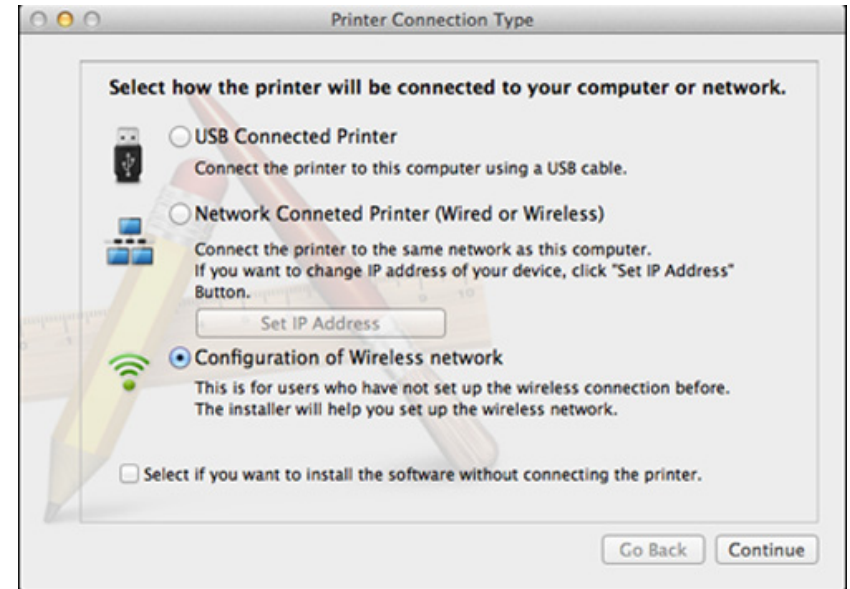 Printer Connection Type
Select how the printer will be connected to your computer or network.
USB Connected Printer
Connect the printer to this computer using a USB cable.
Network Conneted Printer (Wired or Wireless)
Connect the printer to the same network as this computer.
If you want to change IP address of your device, click "Set IP Address"
Button.
Set IP Address
Configuration of Wireless network
This is for users who have not set up the wireless connection before.
The installer will help you set up the wireless network.
Select if you want to install the software without connecting the printer.
Go Back Continue